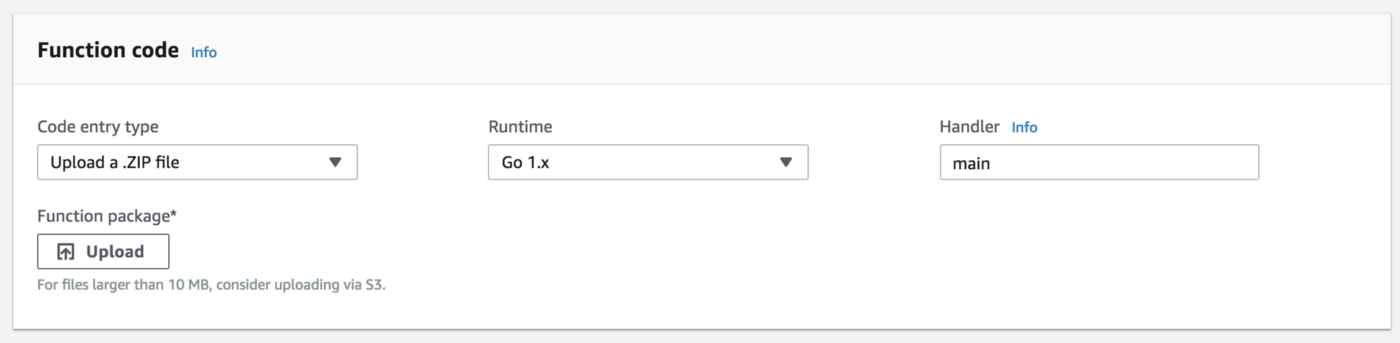 Function code Info
Code entry type Runtime Handler Info
Upload a .ZIP file Go 1.x main
Function package*
Upload
For files larger than 10 MB, consider uploading via S3.